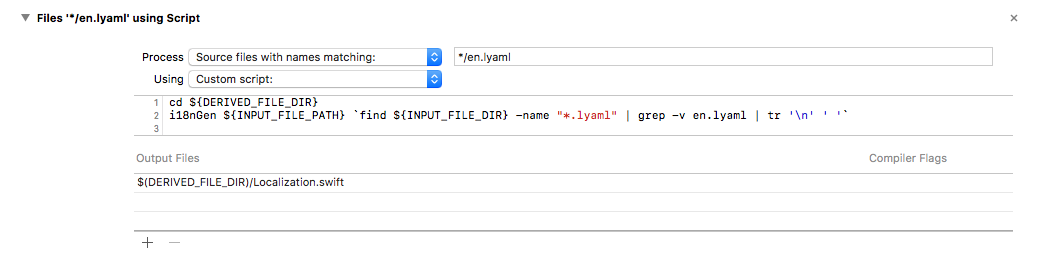 Files '*/en.lyaml' using Script
Process Source files with names matching: */en.lyaml
Using Custom script:
1 cd ${DERIVED_FILE_DIR}
2 i18nGen ${INPUT_FILE_PATH} `find ${INPUT_FILE_DIR} -name "*.lyaml" | grep -v en.lyaml | tr '\n' ' '`
3
Output Files Compiler Flags
$(DERIVED_FILE_DIR)/Localization.swift